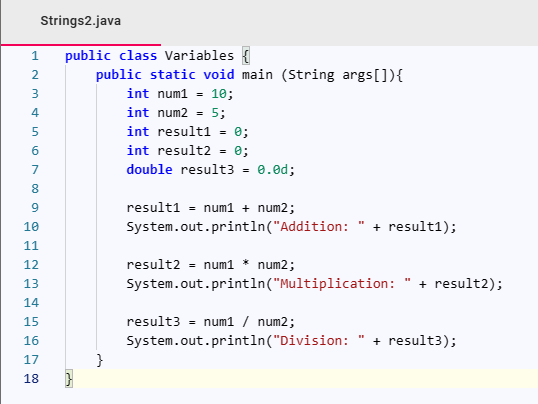 Strings2.java
1 public class Variables {
2     public static void main (String args[]){
3         int num1 = 10;
4         int num2 = 5;
5         int result1 = 0;
6         int result2 = 0;
7         double result3 = 0.0d;
8
9         result1 = num1 + num2;
10         System.out.println("Addition: " + result1);
11
12         result2 = num1 * num2;
13         System.out.println("Multiplication: " + result2);
14
15         result3 = num1 / num2;
16         System.out.println("Division: " + result3);
17     }
18 }